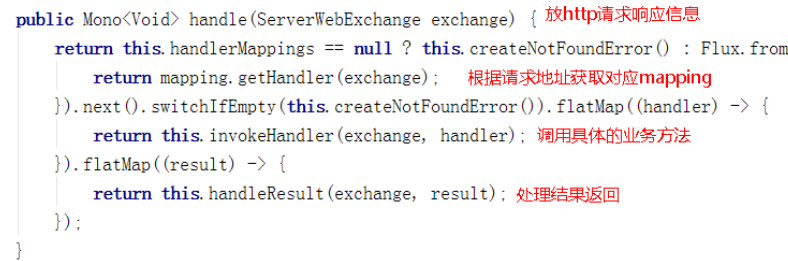 public Mono<Void> handle(ServerWebExchange exchange) { 放http请求响应信息
return this.handlerMappings == null ? this.createNotFoundError() : Flux.from
return mapping.getHandler(exchange); 根据请求地址获取对应mapping
}).next().switchIfEmpty(this.createNotFoundError()).flatMap((handler) -> {
return this.invokeHandler(exchange, handler); 调用具体的业务方法
}).flatMap((result) -> {
return this.handleResult(exchange, result); 处理结果返回
});
}